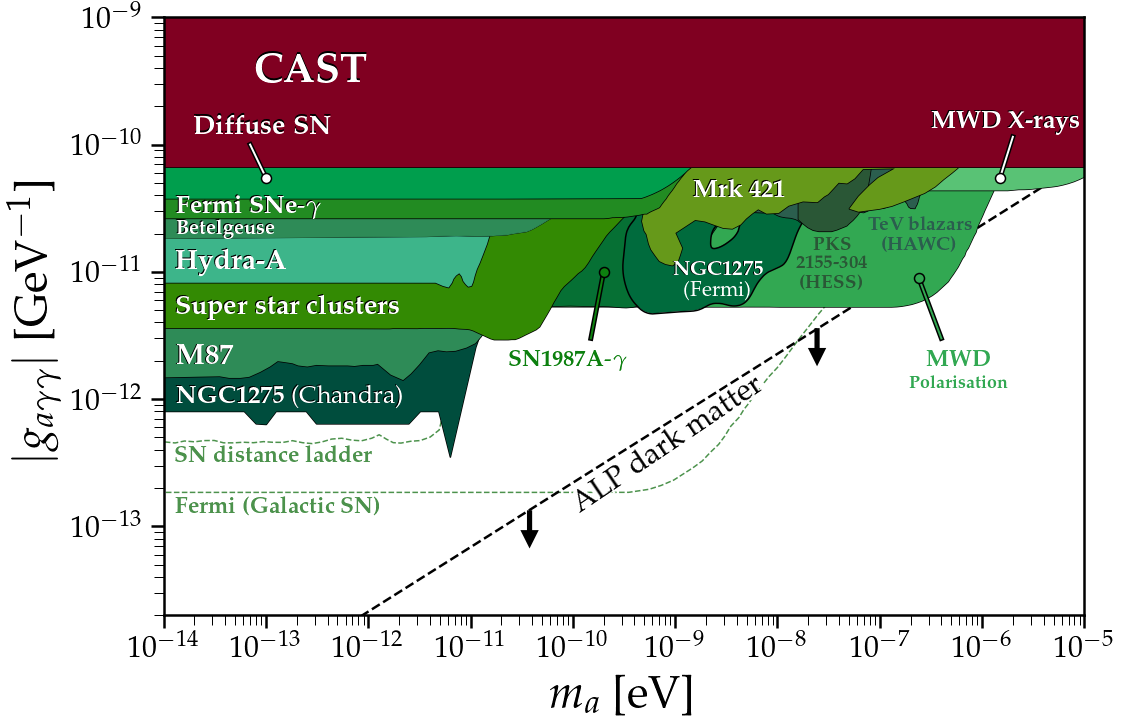 10⁻⁹
CAST
Diffuse SN
MWD X-rays
10⁻¹⁰
Mrk 421
Fermi SNe-γ
Betelgeuse
TeV blazars
(HAWC)
PKS
2155-304
(HESS)
Hydra-A
NGC1275
(Fermi)
10⁻¹¹
Super star clusters
M87
SN1987A-γ
MWD
Polarisation
NGC1275 (Chandra)
10⁻¹²
ALP dark matter
SN distance ladder
Fermi (Galactic SN)
10⁻¹³
|g_{aγγ}| [GeV⁻¹]
10⁻¹⁴ 10⁻¹³ 10⁻¹² 10⁻¹¹ 10⁻¹⁰ 10⁻⁹ 10⁻⁸ 10⁻⁷ 10⁻⁶ 10⁻⁵
m_a [eV]